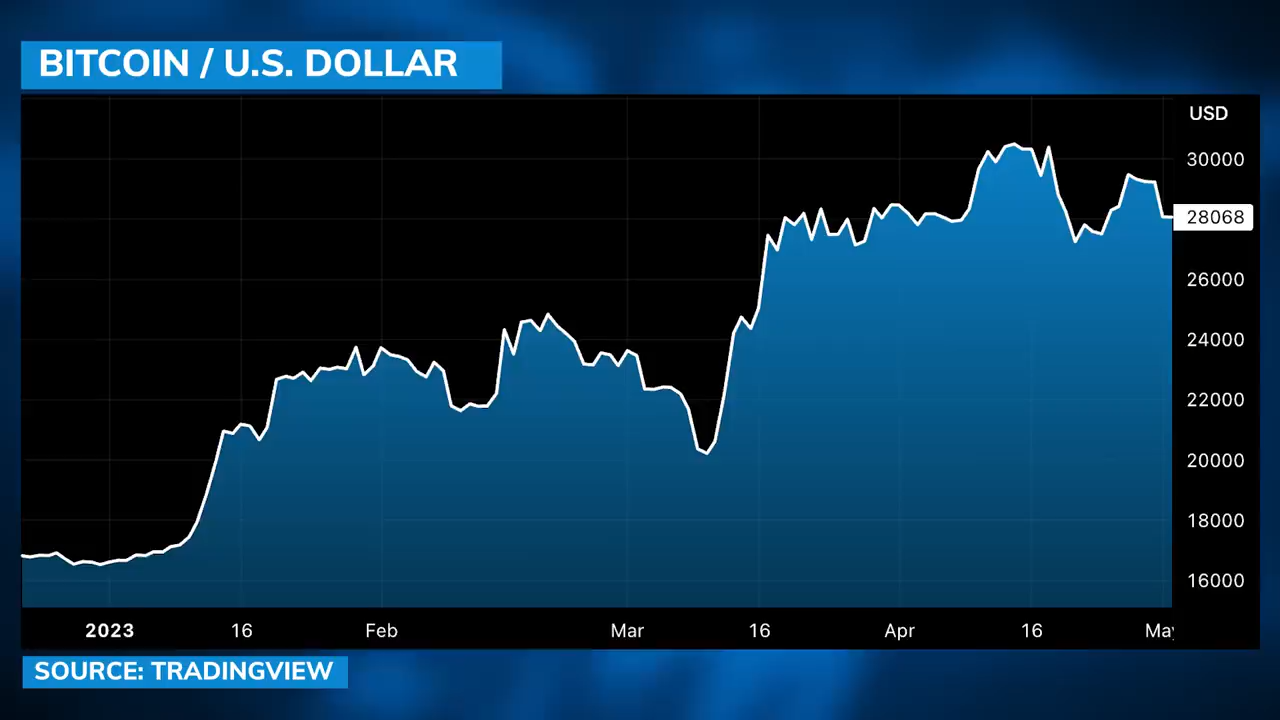 BITCOIN / U.S. DOLLAR
USD
30000
28068
26000
24000
22000
20000
18000
16000
2023 16 Feb Mar 16 Apr 16 May
SOURCE: TRADINGVIEW